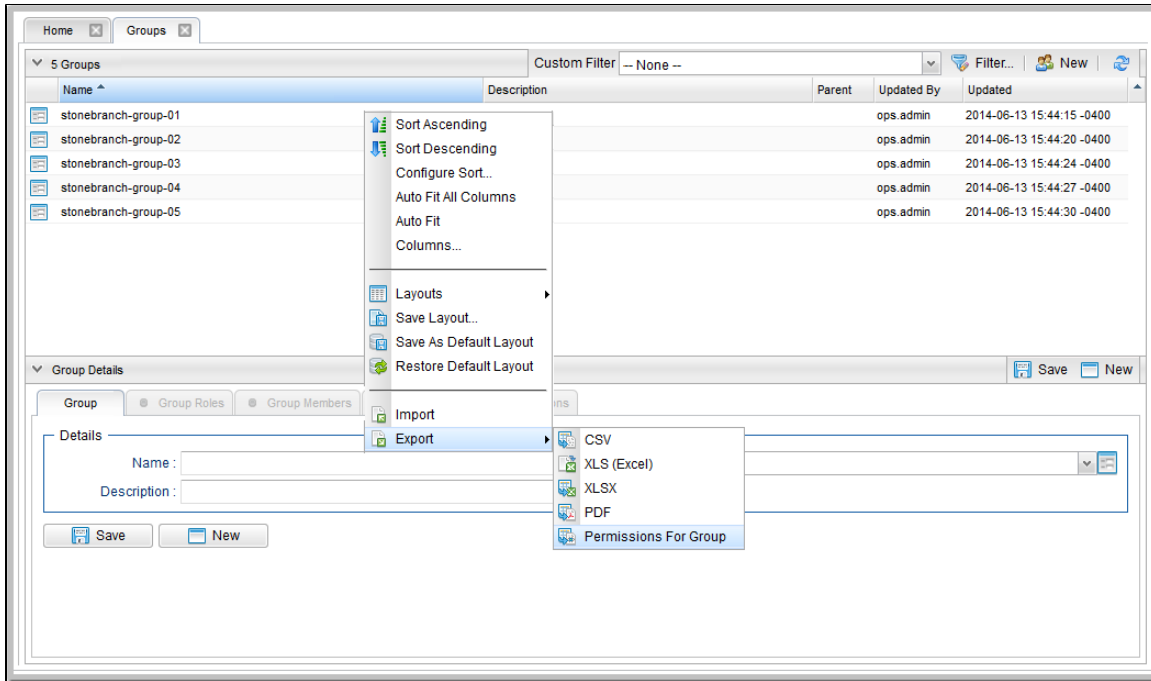 Home Groups
5 Groups Custom Filter -- None -- Filter... New
Name Description Parent Updated By Updated
stonebranch-group-01 ops.admin 2014-06-13 15:44:15 -0400
stonebranch-group-02 ops.admin 2014-06-13 15:44:20 -0400
stonebranch-group-03 ops.admin 2014-06-13 15:44:24 -0400
stonebranch-group-04 ops.admin 2014-06-13 15:44:27 -0400
stonebranch-group-05 ops.admin 2014-06-13 15:44:30 -0400
Sort Ascending
Sort Descending
Configure Sort...
Auto Fit All Columns
Auto Fit
Columns...
Layouts
Save Layout...
Save As Default Layout
Restore Default Layout
Import
Export
CSV
XLS (Excel)
XLSX
PDF
Permissions For Group
Group Details Save New
Group Group Roles Group Members
Details
Name :
Description :
Save New